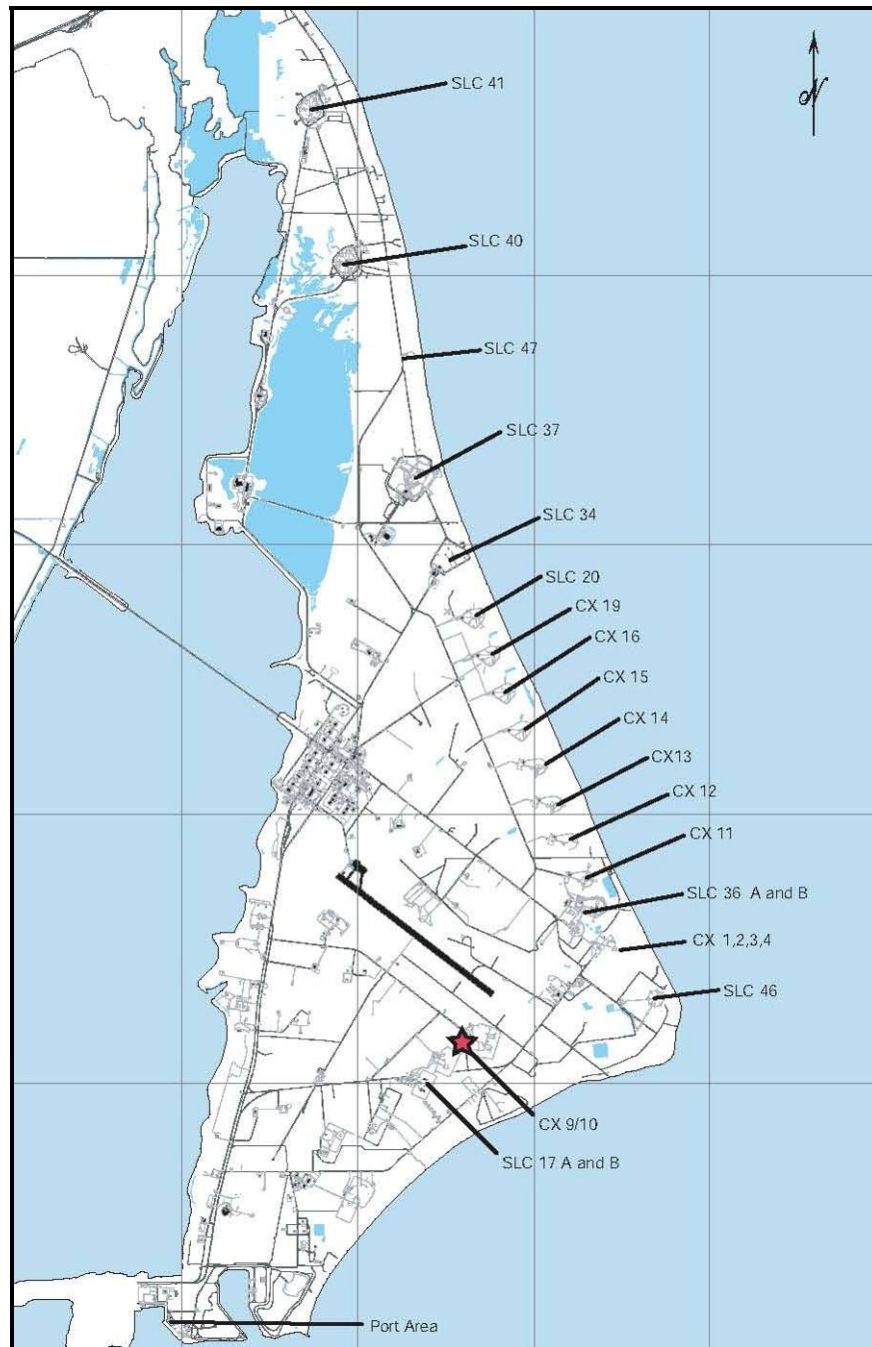 N
SLC 41
SLC 40
SLC 47
SLC 37
SLC 34
SLC 20
CX 19
CX 16
CX 15
CX 14
CX13
CX 12
CX 11
SLC 36 A and B
CX 1,2,3,4
SLC 46
CX 9/10
SLC 17 A and B
Port Area